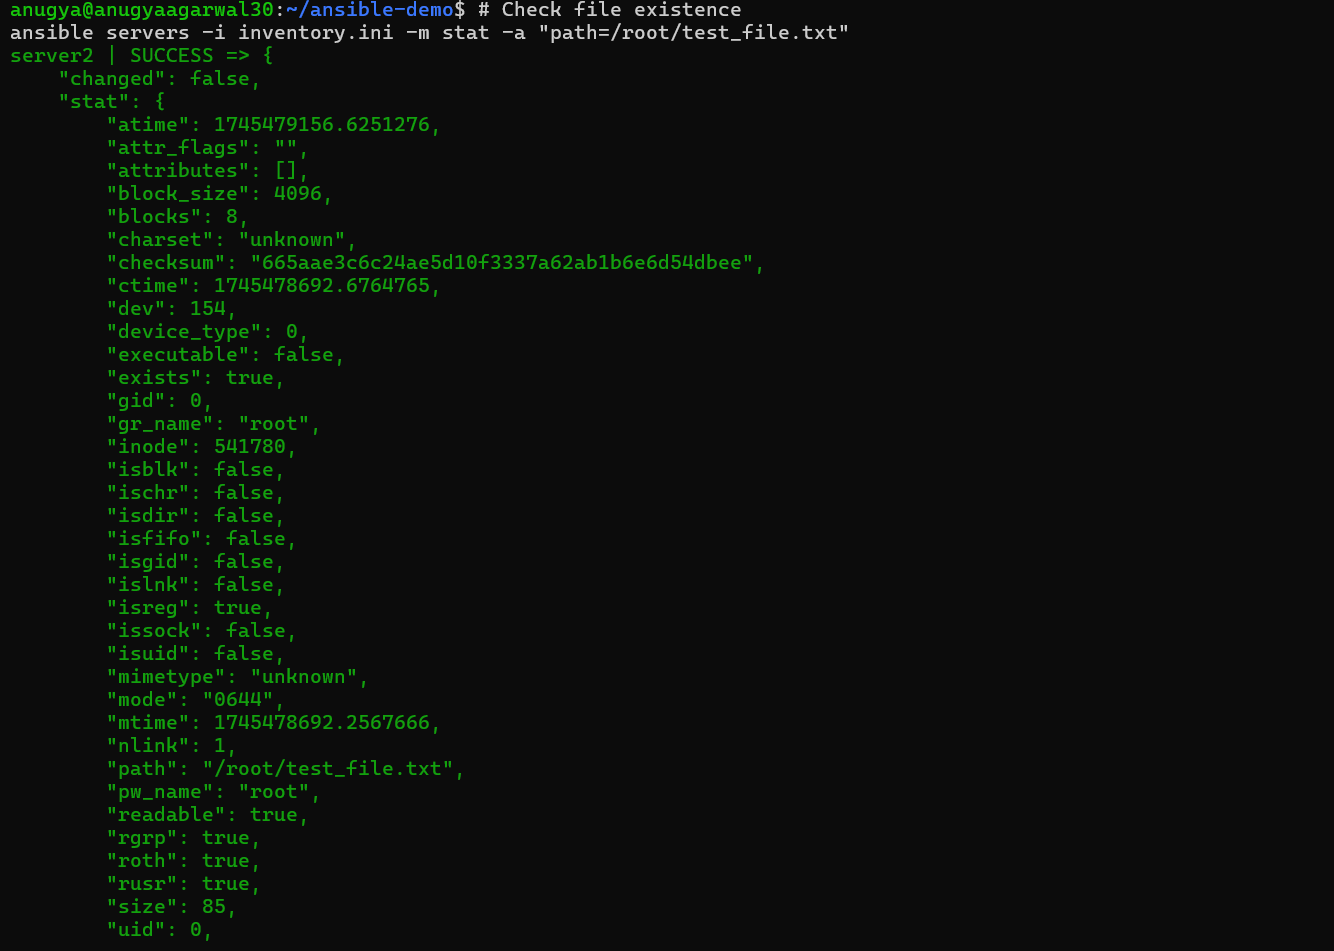 anugya@anugyaagarwal30:~/ansible-demo$ # Check file existence
ansible servers -i inventory.ini -m stat -a "path=/root/test_file.txt"
server2 | SUCCESS => {
    "changed": false,
    "stat": {
        "atime": 1745479156.6251276,
        "attr_flags": "",
        "attributes": [],
        "block_size": 4096,
        "blocks": 8,
        "charset": "unknown",
        "checksum": "665aae3c6c24ae5d10f3337a62ab1b6e6d54dbee",
        "ctime": 1745478692.6764765,
        "dev": 154,
        "device_type": 0,
        "executable": false,
        "exists": true,
        "gid": 0,
        "gr_name": "root",
        "inode": 541780,
        "isblk": false,
        "ischr": false,
        "isdir": false,
        "isfifo": false,
        "isgid": false,
        "islnk": false,
        "isreg": true,
        "issock": false,
        "isuid": false,
        "mimetype": "unknown",
        "mode": "0644",
        "mtime": 1745478692.2567666,
        "nlink": 1,
        "path": "/root/test_file.txt",
        "pw_name": "root",
        "readable": true,
        "rgrp": true,
        "roth": true,
        "rusr": true,
        "size": 85,
        "uid": 0,